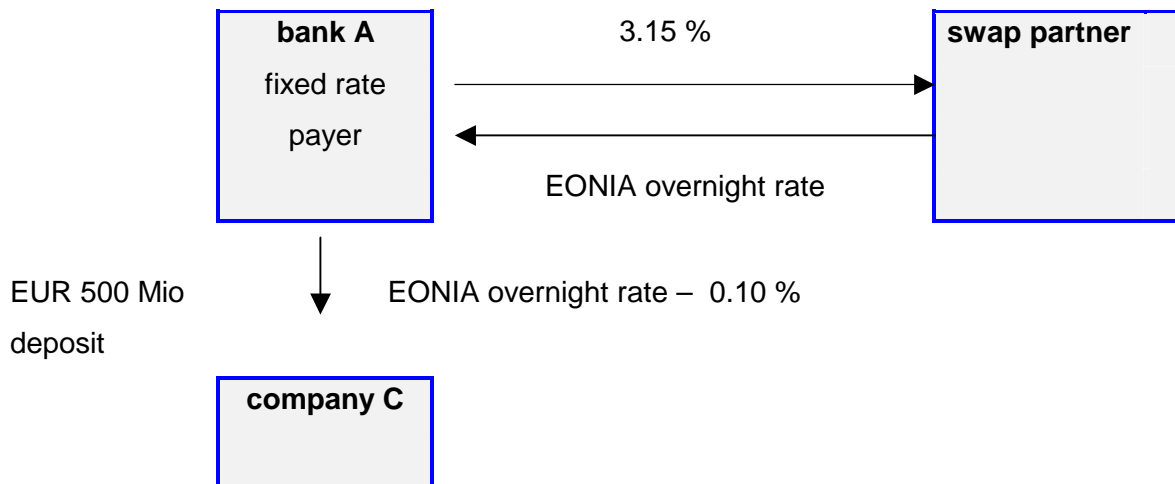 bank A
fixed rate
payer
3.15 %
EONIA overnight rate
swap partner
EUR 500 Mio
deposit
EONIA overnight rate – 0.10 %
company C